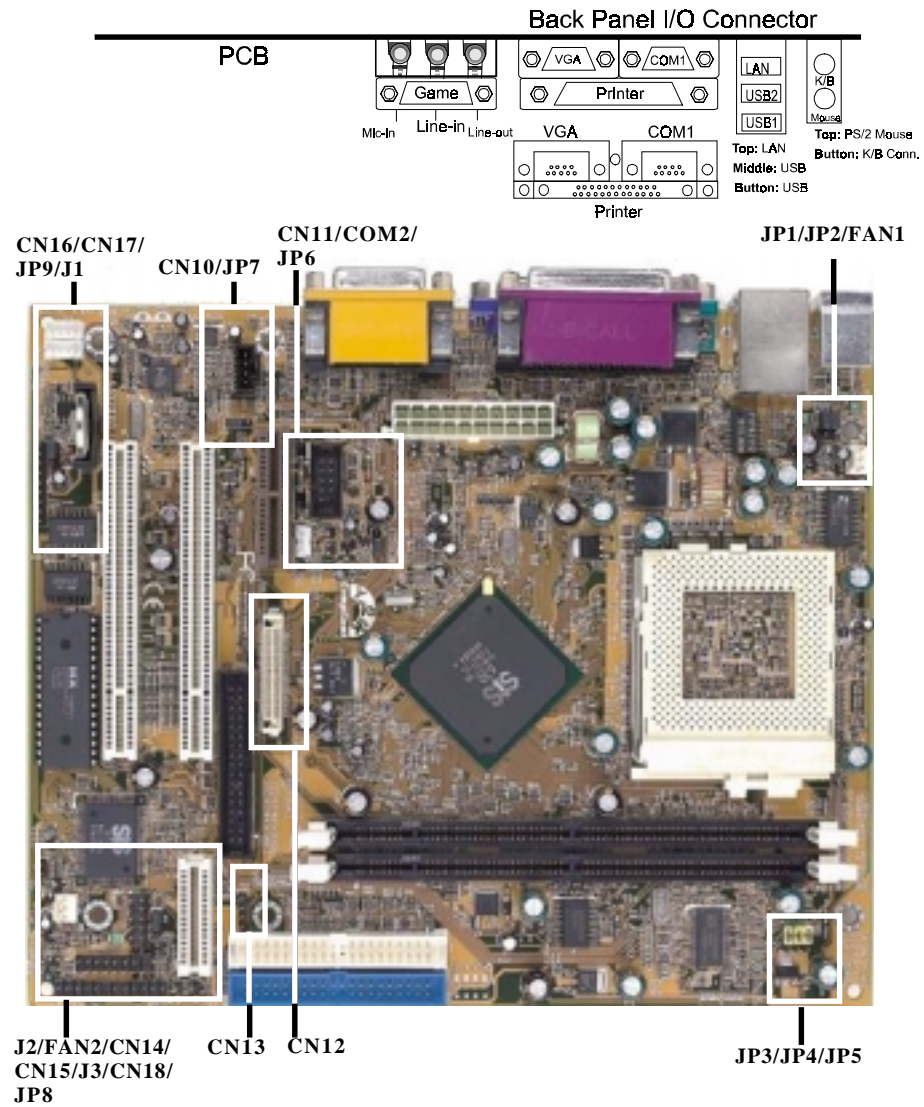 Back Panel I/O Connector
PCB
VGA
COM1
LAN
K/B
Game
Printer
USB2
USB1
Mouse
Mic-In
Line-in
Line-out
VGA
COM1
Top: PS/2 Mouse
Button: K/B Conn.
Top: LAN
Middle: USB
Button: USB
Printer
CN16/CN17/
JP9/J1
CN10/JP7
CN11/COM2/
JP6
JP1/JP2/FAN1
SiS
SiS
J2/FAN2/CN14/
CN15/J3/CN18/
JP8
CN13
CN12
JP3/JP4/JP5